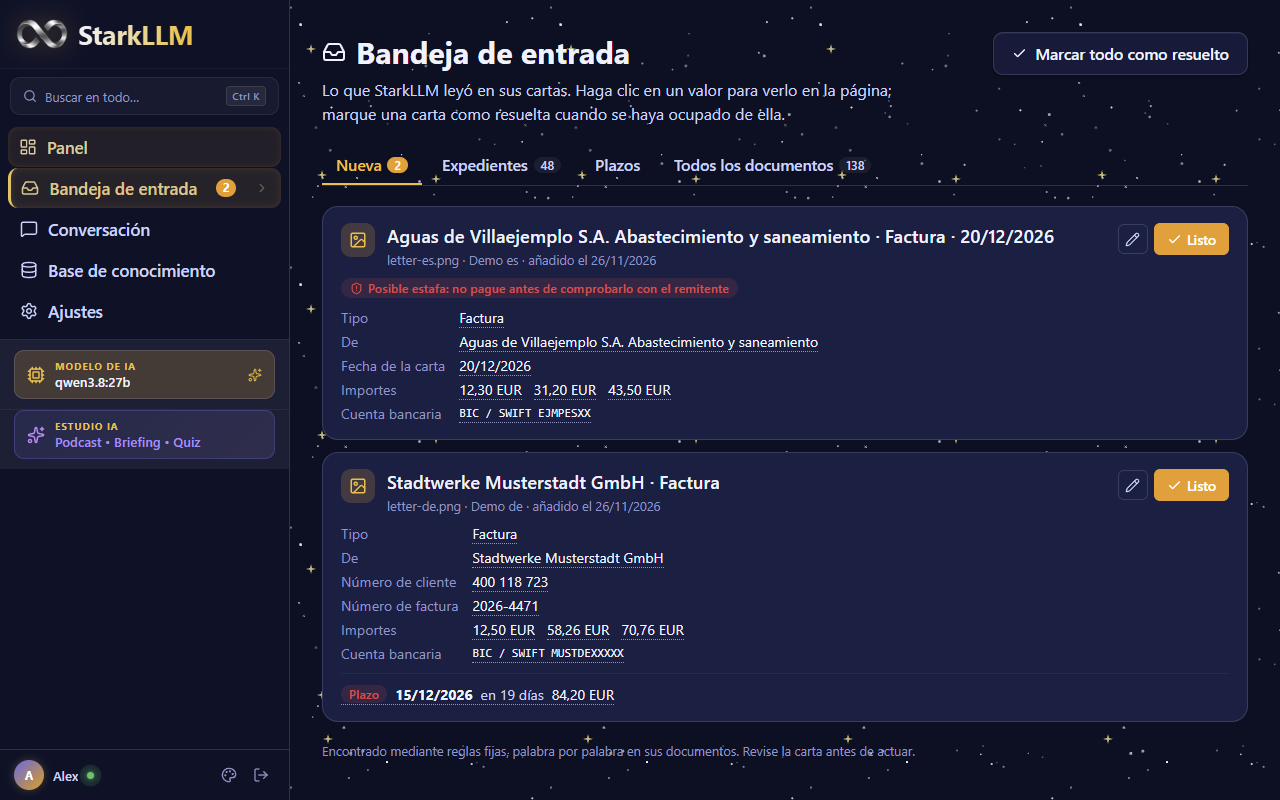 StarkLLM
Buscar en todo...
Ctrl K
Panel
Bandeja de entrada 2
Conversación
Base de conocimiento
Ajustes
MODELO DE IA
qwen3.8:27b
ESTUDIO IA
Podcast • Briefing • Quiz
A Alex
Bandeja de entrada
Marcar todo como resuelto
Lo que StarkLLM leyó en sus cartas. Haga clic en un valor para verlo en la página;
marque una carta como resuelta cuando se haya ocupado de ella.
Nueva 2 Expedientes 48 Plazos Todos los documentos 138
Aguas de Villaejemplo S.A. Abastecimiento y saneamiento · Factura · 20/12/2026
Listo
letter-es.png · Demo es · añadido el 26/11/2026
Posible estafa: no pague antes de comprobarlo con el remitente
Tipo Factura
De Aguas de Villaejemplo S.A. Abastecimiento y saneamiento
Fecha de la carta 20/12/2026
Importes 12,30 EUR 31,20 EUR 43,50 EUR
Cuenta bancaria BIC / SWIFT EJMPESXX
Stadtwerke Musterstadt GmbH · Factura
Listo
letter-de.png · Demo de · añadido el 26/11/2026
Tipo Factura
De Stadtwerke Musterstadt GmbH
Número de cliente 400 118 723
Número de factura 2026-4471
Importes 12,50 EUR 58,26 EUR 70,76 EUR
Cuenta bancaria BIC / SWIFT MUSTDEXXXXX
Plazo 15/12/2026 en 19 días 84,20 EUR
Encontrado mediante reglas fijas, palabra por palabra en sus documentos. Revise la carta antes de actuar.